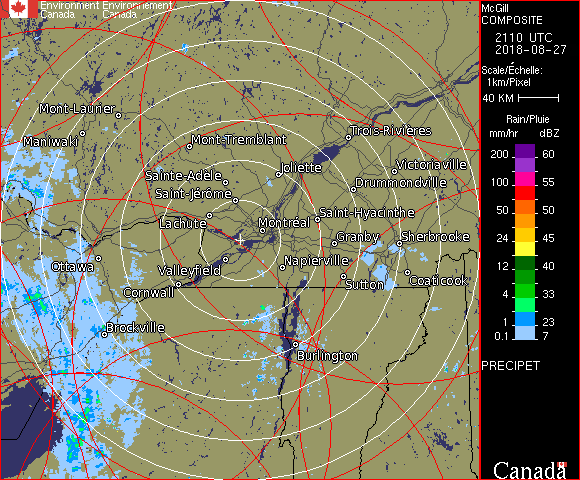 Environment Environnement
Canada Canada
McGill
COMPOSITE
2110 UTC
2018-08-27
Scale/Échelle:
1km/Pixel
40 KM
Rain/Pluie
mm/hr dBZ
200 60
100 55
50 50
24 45
12 40
4 33
1 23
0.1 7
PRECIPET
Canada
Mont-Laurier
Maniwaki
Mont-Tremblant
Trois-Rivières
Sainte-Adèle
Joliette
Victoriaville
Saint-Jérôme
Drummondville
Lachute
Montréal
Saint-Hyacinthe
Granby
Sherbrooke
Ottawa
Valleyfield
Napierville
Cornwall
Sutton
Coaticook
Brockville
Burlington